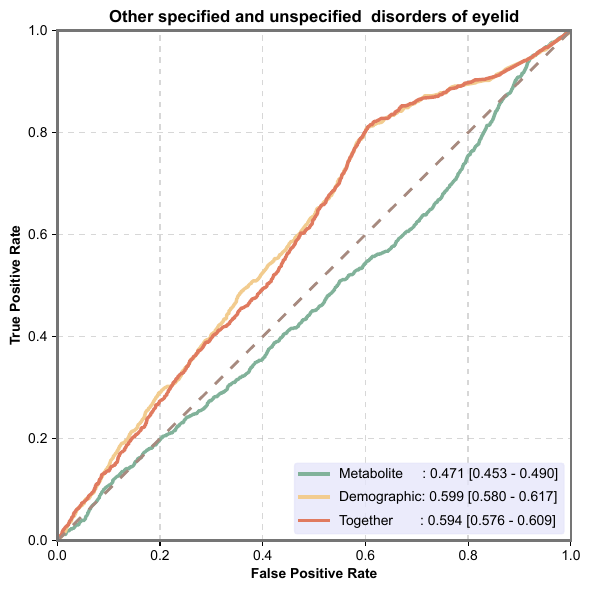 Other specified and unspecified disorders of eyelid
1.0
0.8
0.6
0.4
0.2
0.0
True Positive Rate
Metabolite : 0.471 [0.453 - 0.490]
Demographic: 0.599 [0.580 - 0.617]
Together : 0.594 [0.576 - 0.609]
0.0 0.2 0.4 0.6 0.8 1.0
False Positive Rate